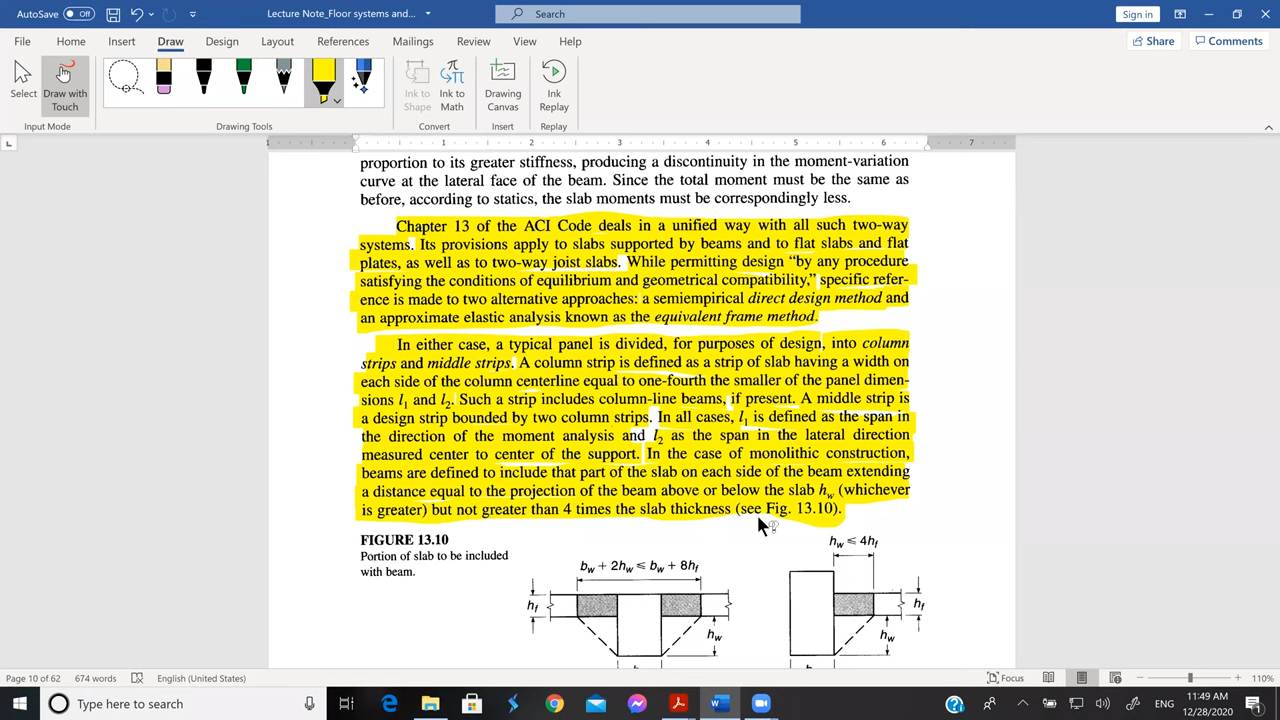 AutoSave Off Lecture Note_Floor systems and... Search Sign in
File Home Insert Draw Design Layout References Mailings Review View Help Share Comments
Select Draw with Touch Ink to Shape Ink to Math Drawing Canvas Ink Replay
Input Mode Drawing Tools Convert Insert Replay
1 1 2 3 4 5 6 7
proportion to its greater stiffness, producing a discontinuity in the moment-variation
curve at the lateral face of the beam. Since the total moment must be the same as
before, according to statics, the slab moments must be correspondingly less.
Chapter 13 of the ACI Code deals in a unified way with all such two-way
systems. Its provisions apply to slabs supported by beams and to flat slabs and flat
plates, as well as to two-way joist slabs. While permitting design “by any procedure
satisfying the conditions of equilibrium and geometrical compatibility,” specific refer-
ence is made to two alternative approaches: a semiempirical direct design method and
an approximate elastic analysis known as the equivalent frame method.
In either case, a typical panel is divided, for purposes of design, into column
strips and middle strips. A column strip is defined as a strip of slab having a width on
each side of the column centerline equal to one-fourth the smaller of the panel dimen-
sions l₁ and l₂. Such a strip includes column-line beams, if present. A middle strip is
a design strip bounded by two column strips. In all cases, l₁ is defined as the span in
the direction of the moment analysis and l₂ as the span in the lateral direction
measured center to center of the support. In the case of monolithic construction,
beams are defined to include that part of the slab on each side of the beam extending
a distance equal to the projection of the beam above or below the slab hw (whichever
is greater) but not greater than 4 times the slab thickness (see Fig. 13.10).
FIGURE 13.10
Portion of slab to be included
with beam.
bw + 2hw ≤ bw + 8hf
hw ≤ 4hf
hf hf
hw hw
Page 10 of 62 674 words English (United States) Focus 110%
Type here to search ENG 11:49 AM
12/28/2020